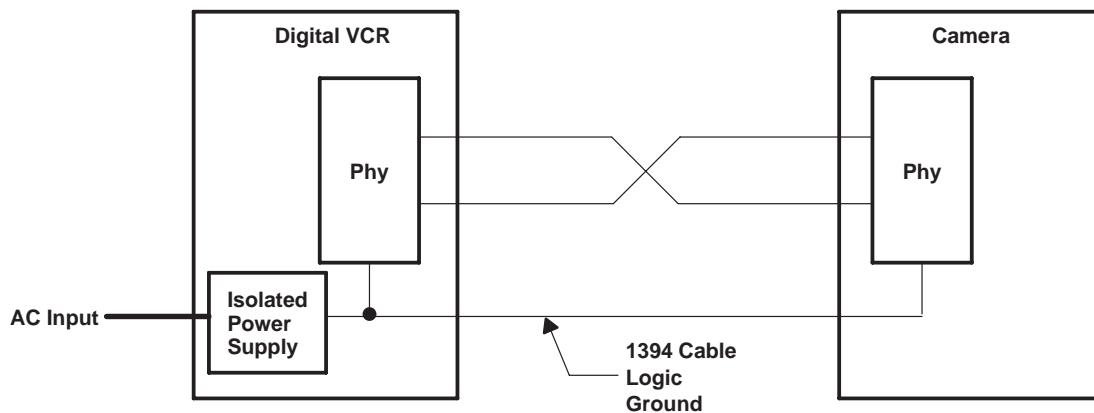 Digital VCR
Camera
Phy
Phy
AC Input
Isolated
Power
Supply
1394 Cable
Logic
Ground